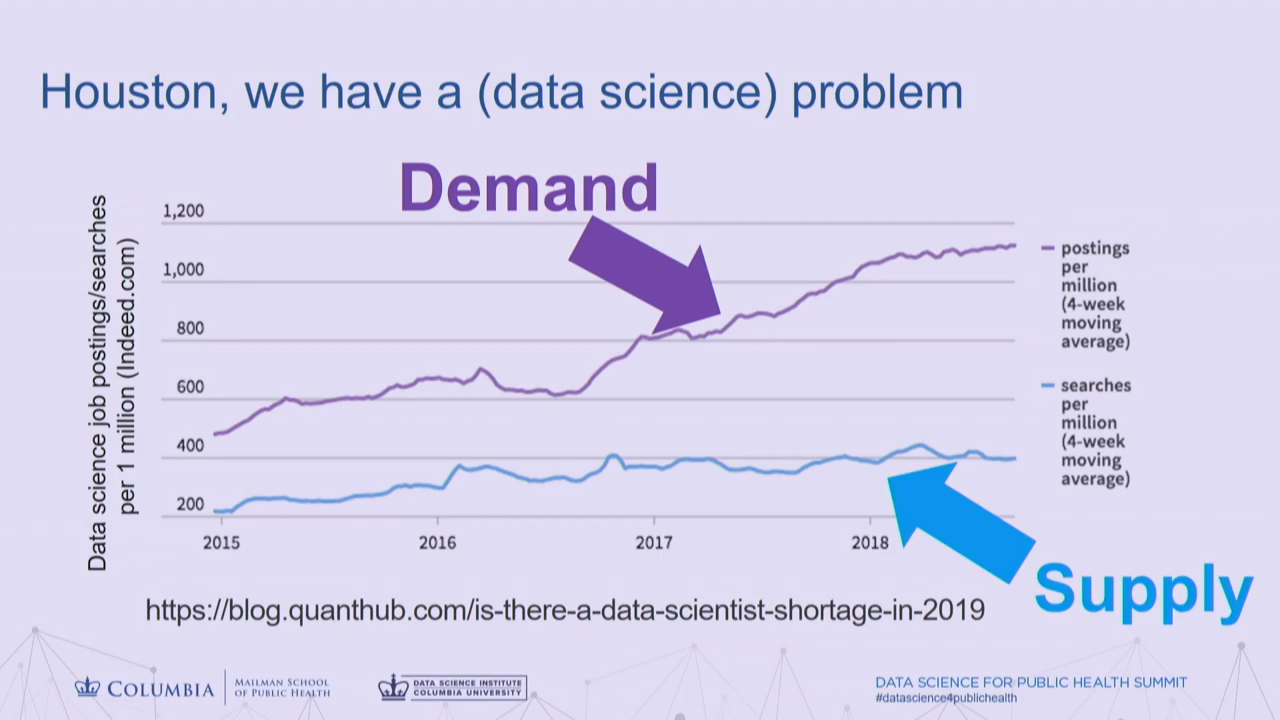 Houston, we have a (data science) problem
Demand
Data science job postings/searches
per 1 million (Indeed.com)
1,200
1,000
800
600
400
200
2015
2016
2017
2018
postings
per
million
(4-week
moving
average)
searches
per
million
(4-week
moving
average)
Supply
https://blog.quanthub.com/is-there-a-data-scientist-shortage-in-2019
COLUMBIA
MAILMAN SCHOOL
OF PUBLIC HEALTH
DATA SCIENCE INSTITUTE
COLUMBIA UNIVERSITY
DATA SCIENCE FOR PUBLIC HEALTH SUMMIT
#datascience4publichealth